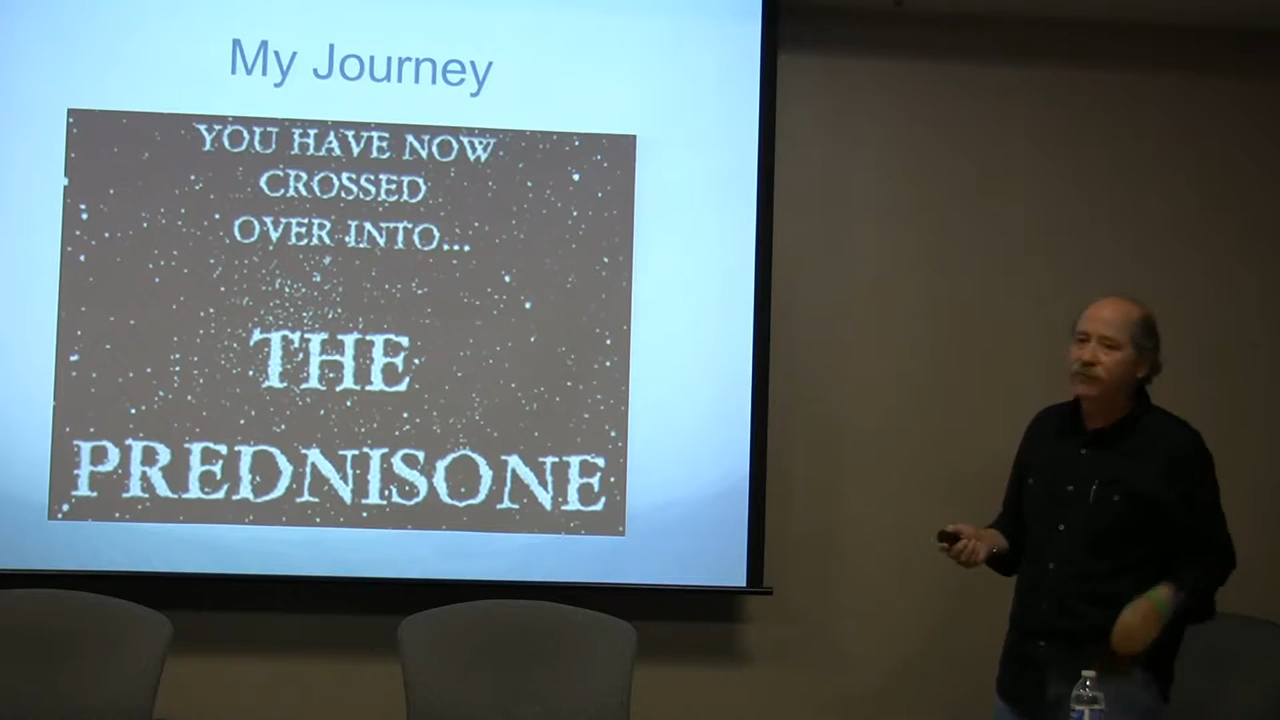 My Journey
YOU HAVE NOW
CROSSED
OVER INTO...
THE
PREDNISONE